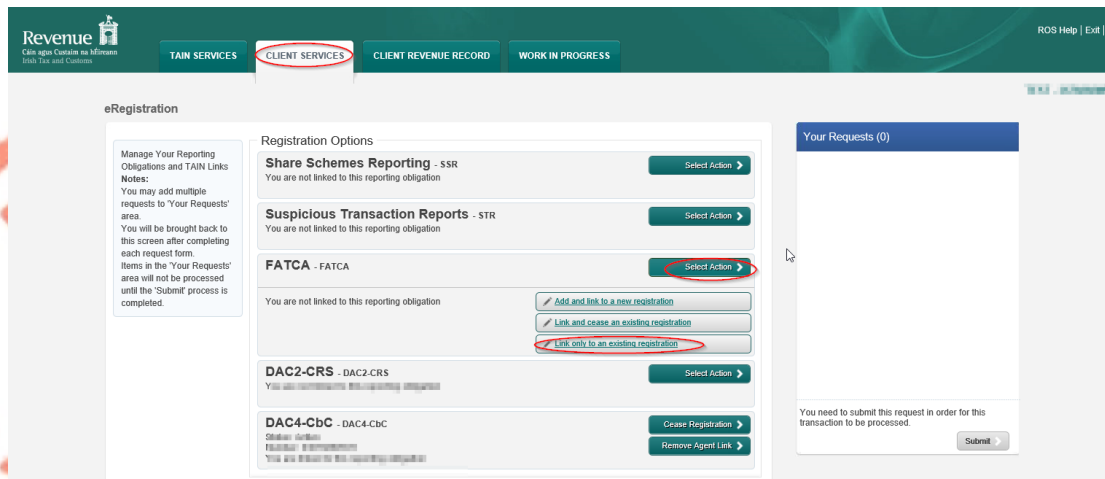 Revenue
Cáin agus Custaim na hÉireann
Irish Tax and Customs
TAIN SERVICES
CLIENT SERVICES
CLIENT REVENUE RECORD
WORK IN PROGRESS
ROS Help | Exit |
eRegistration
Manage Your Reporting
Obligations and TAIN Links
Notes:
You may add multiple
requests to 'Your Requests'
area.
You will be brought back to
this screen after completing
each request form.
Items in the 'Your Requests'
area will not be processed
until the 'Submit' process is
completed.
Registration Options
Share Schemes Reporting - SSR
You are not linked to this reporting obligation
Select Action
Suspicious Transaction Reports - STR
You are not linked to this reporting obligation
Select Action
FATCA - FATCA
Select Action
You are not linked to this reporting obligation
Add and link to a new registration
Link and cease an existing registration
Link only to an existing registration
DAC2-CRS - DAC2-CRS
Select Action
DAC4-CbC - DAC4-CbC
Cease Registration
Remove Agent Link
Your Requests (0)
You need to submit this request in order for this
transaction to be processed.
Submit